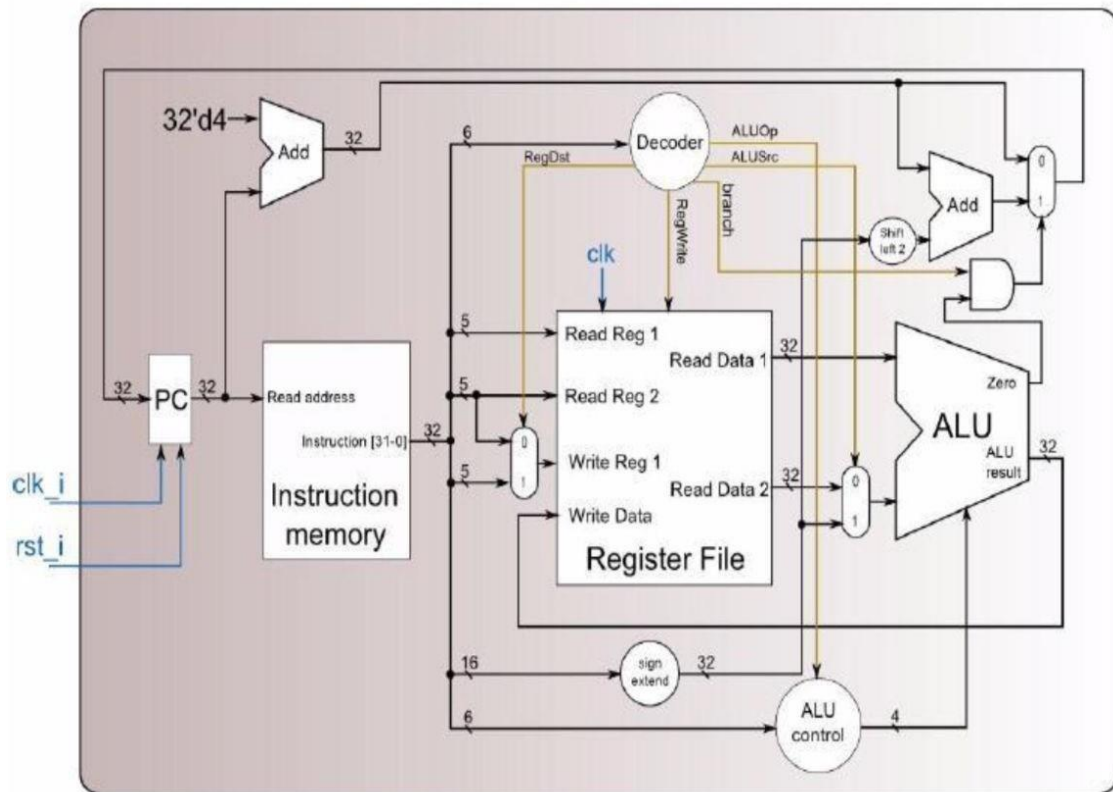 32'd4
Add
32
6
Decoder
ALUOp
RegDst
ALUSrc
branch
RegWrite
Add
0
1
Shift
left 2
clk
5
Read Reg 1
Read Data 1
32
32
PC
32
Read address
Instruction [31-0]
32
Instruction
memory
5
Read Reg 2
0
1
5
Write Reg 1
Read Data 2
32
0
1
Write Data
Register File
Zero
ALU
ALU
result
32
clk_i
rst_i
16
sign
extend
32
6
ALU
control
4